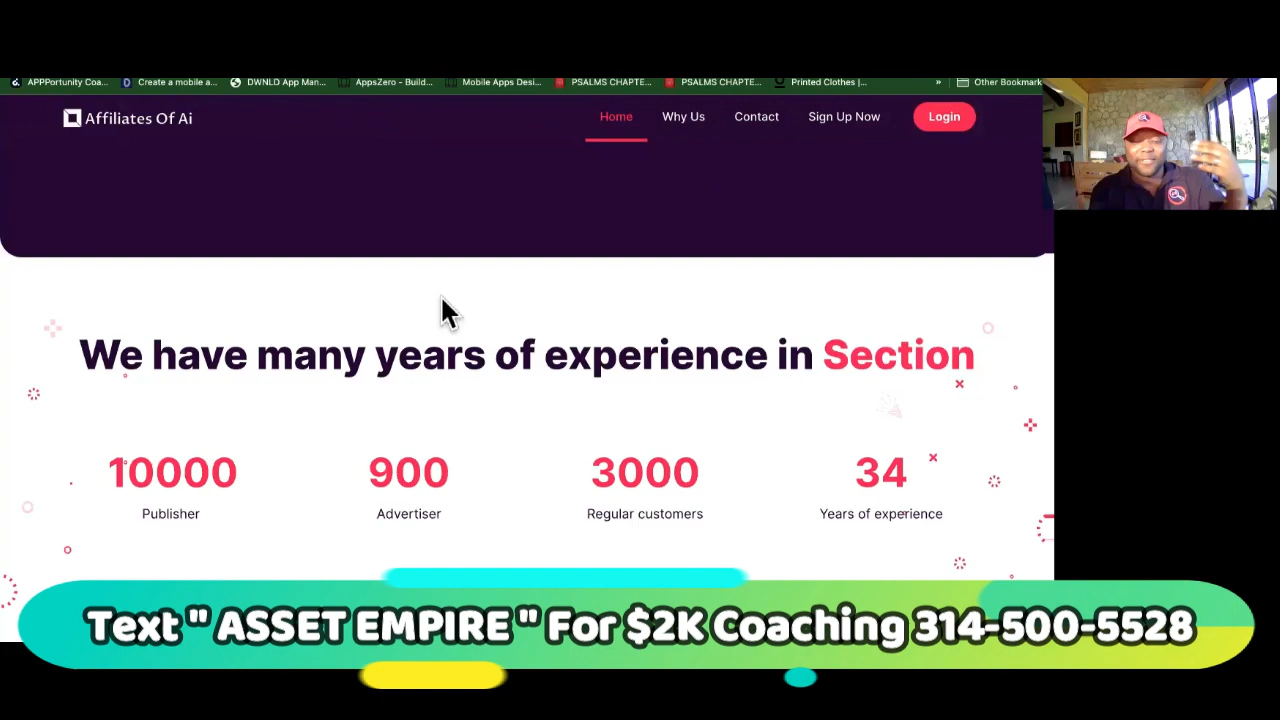 APPPortunity Coa...
Create a mobile a...
DWNLD App Man...
AppsZero - Build...
Mobile Apps Desi...
PSALMS CHAPTE...
PSALMS CHAPTE...
Printed Clothes |...
»
Other Bookmark
Affiliates Of Ai
Home
Why Us
Contact
Sign Up Now
Login
We have many years of experience in Section
10000
Publisher
900
Advertiser
3000
Regular customers
34
Years of experience
Text " ASSET EMPIRE " For $2K Coaching 314-500-5528